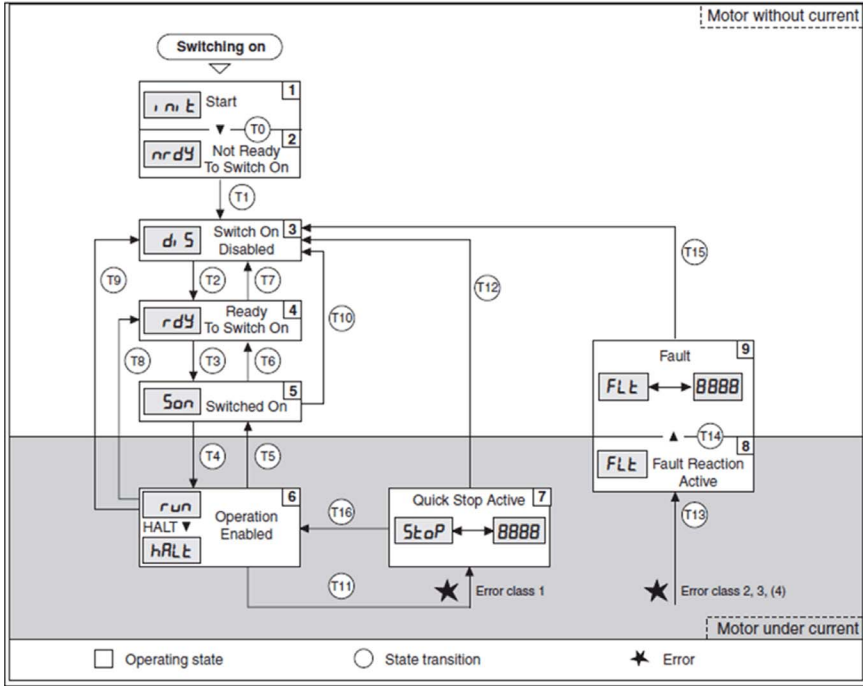 Motor without current
Switching on
1
init Start
T0
2
nrdy Not Ready
To Switch On
T1
3
diS Switch On
Disabled
T9
T2
T7
T12
T15
4
rdy Ready
To Switch On
T10
T8
T3
T6
5
Son Switched On
9
Fault
FLt 8888
T14
8
FLt Fault Reaction
Active
T4
T5
6
run Operation
Enabled
HALT
hALt
T16
7
Quick Stop Active
StoP 8888
T13
T11
Error class 1
Error class 2, 3, (4)
Motor under current
Operating state
State transition
Error